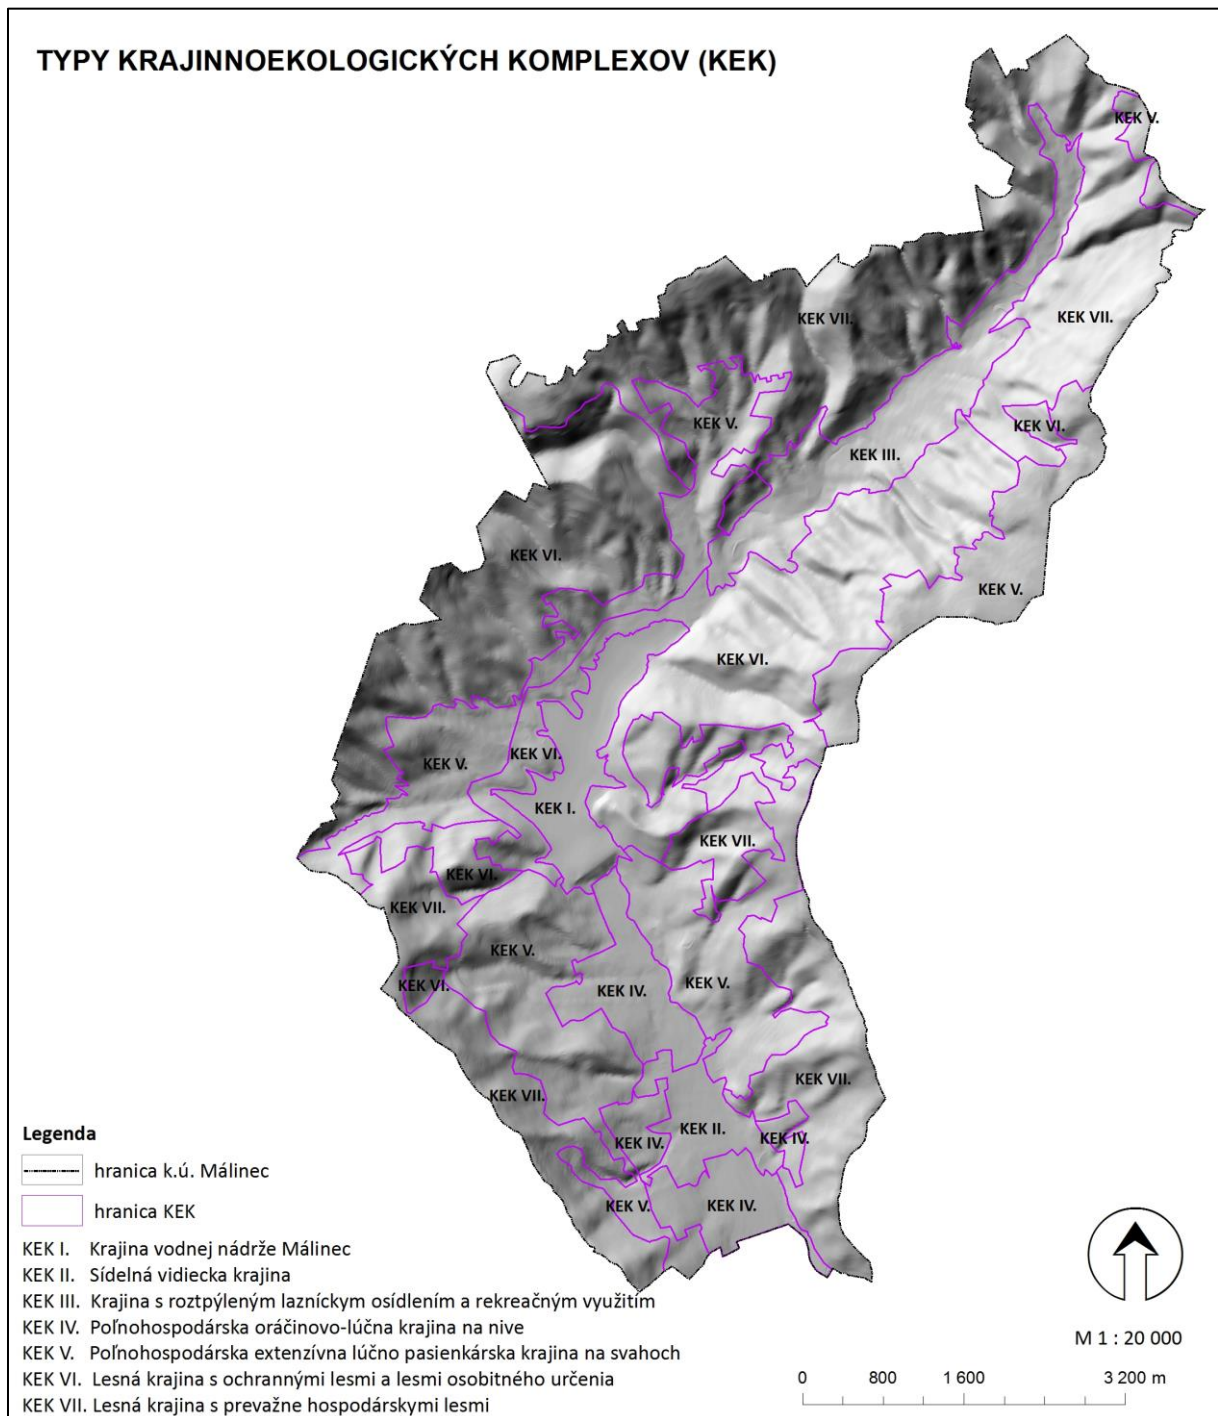 TYPY KRAJINNOEKOLOGICKÝCH KOMPLEXOV (KEK)
KEK V.
KEK VII.
KEK VII.
KEK V.
KEK VI.
KEK III.
KEK VI.
KEK V.
KEK VI.
KEK VI.
KEK V.
KEK I.
KEK VII.
KEK VI.
KEK VII.
KEK V.
KEK VI.
KEK IV.
KEK V.
KEK VII.
KEK VII.
KEK II.
KEK IV.
KEK IV.
KEK V.
KEK IV.
Legenda
hranica k.ú. Málinec
hranica KEK
KEK I. Krajina vodnej nádrže Málinec
KEK II. Sídelná vidiecka krajina
KEK III. Krajina s roztpýleným lazníckym osídlením a rekreačným využitím
KEK IV. Poľnohospodárska oráčinovo-lúčna krajina na nive
KEK V. Poľnohospodárska extenzívna lúčno pasienkárska krajina na svahoch
KEK VI. Lesná krajina s ochrannými lesmi a lesmi osobitného určenia
KEK VII. Lesná krajina s prevažne hospodárskymi lesmi
M 1 : 20 000
0 800 1 600 3 200 m